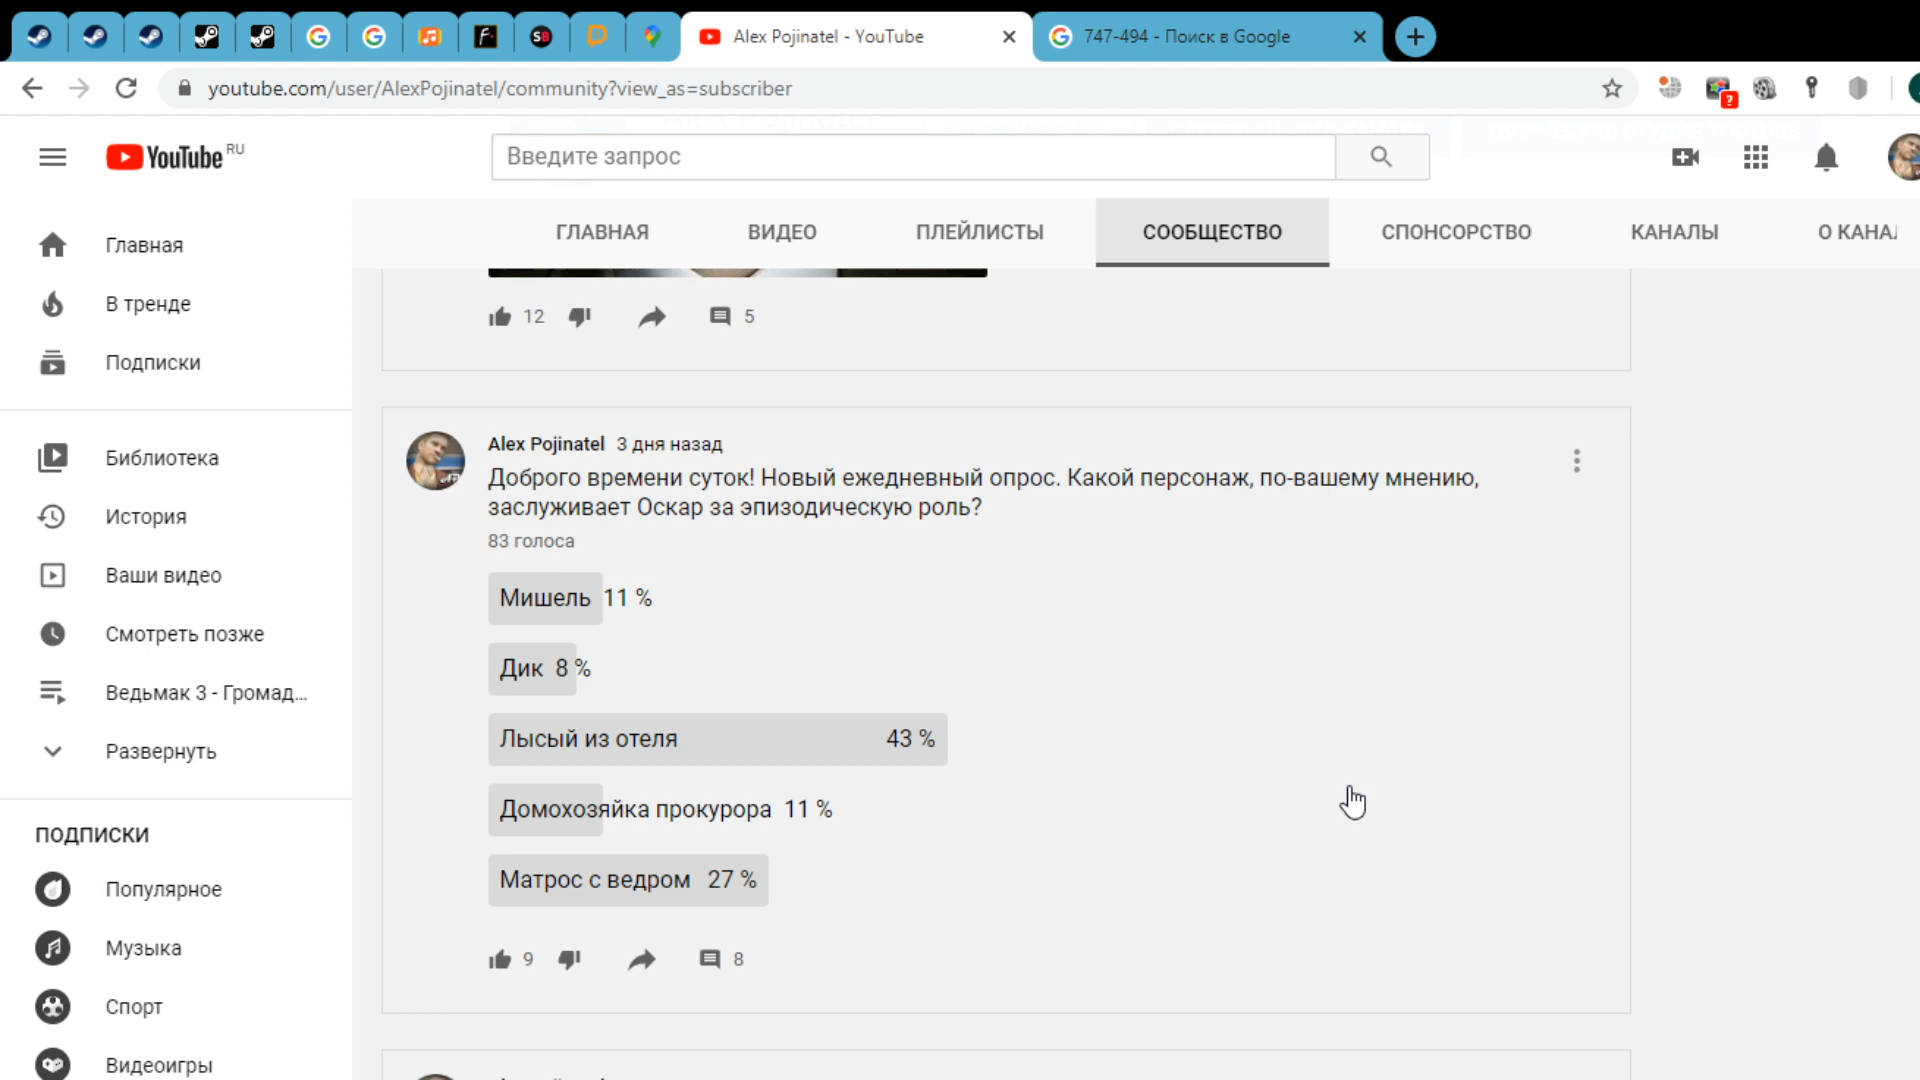 Alex Pojinatel - YouTube
747-494 - Поиск в Google
youtube.com/user/AlexPojinatel/community?view_as=subscriber
YouTube RU
Введите запрос
ГЛАВНАЯ ВИДЕО ПЛЕЙЛИСТЫ СООБЩЕСТВО СПОНСОРСТВО КАНАЛЫ О КАНАЛ
Главная
В тренде
Подписки
Библиотека
История
Ваши видео
Смотреть позже
Ведьмак 3 - Громад...
Развернуть
ПОДПИСКИ
Популярное
Музыка
Спорт
Видеоигры
12 5
Alex Pojinatel 3 дня назад
Доброго времени суток! Новый ежедневный опрос. Какой персонаж, по-вашему мнению,
заслуживает Оскар за эпизодическую роль?
83 голоса
Мишель 11 %
Дик 8 %
Лысый из отеля 43 %
Домохозяйка прокурора 11 %
Матрос с ведром 27 %
9 8